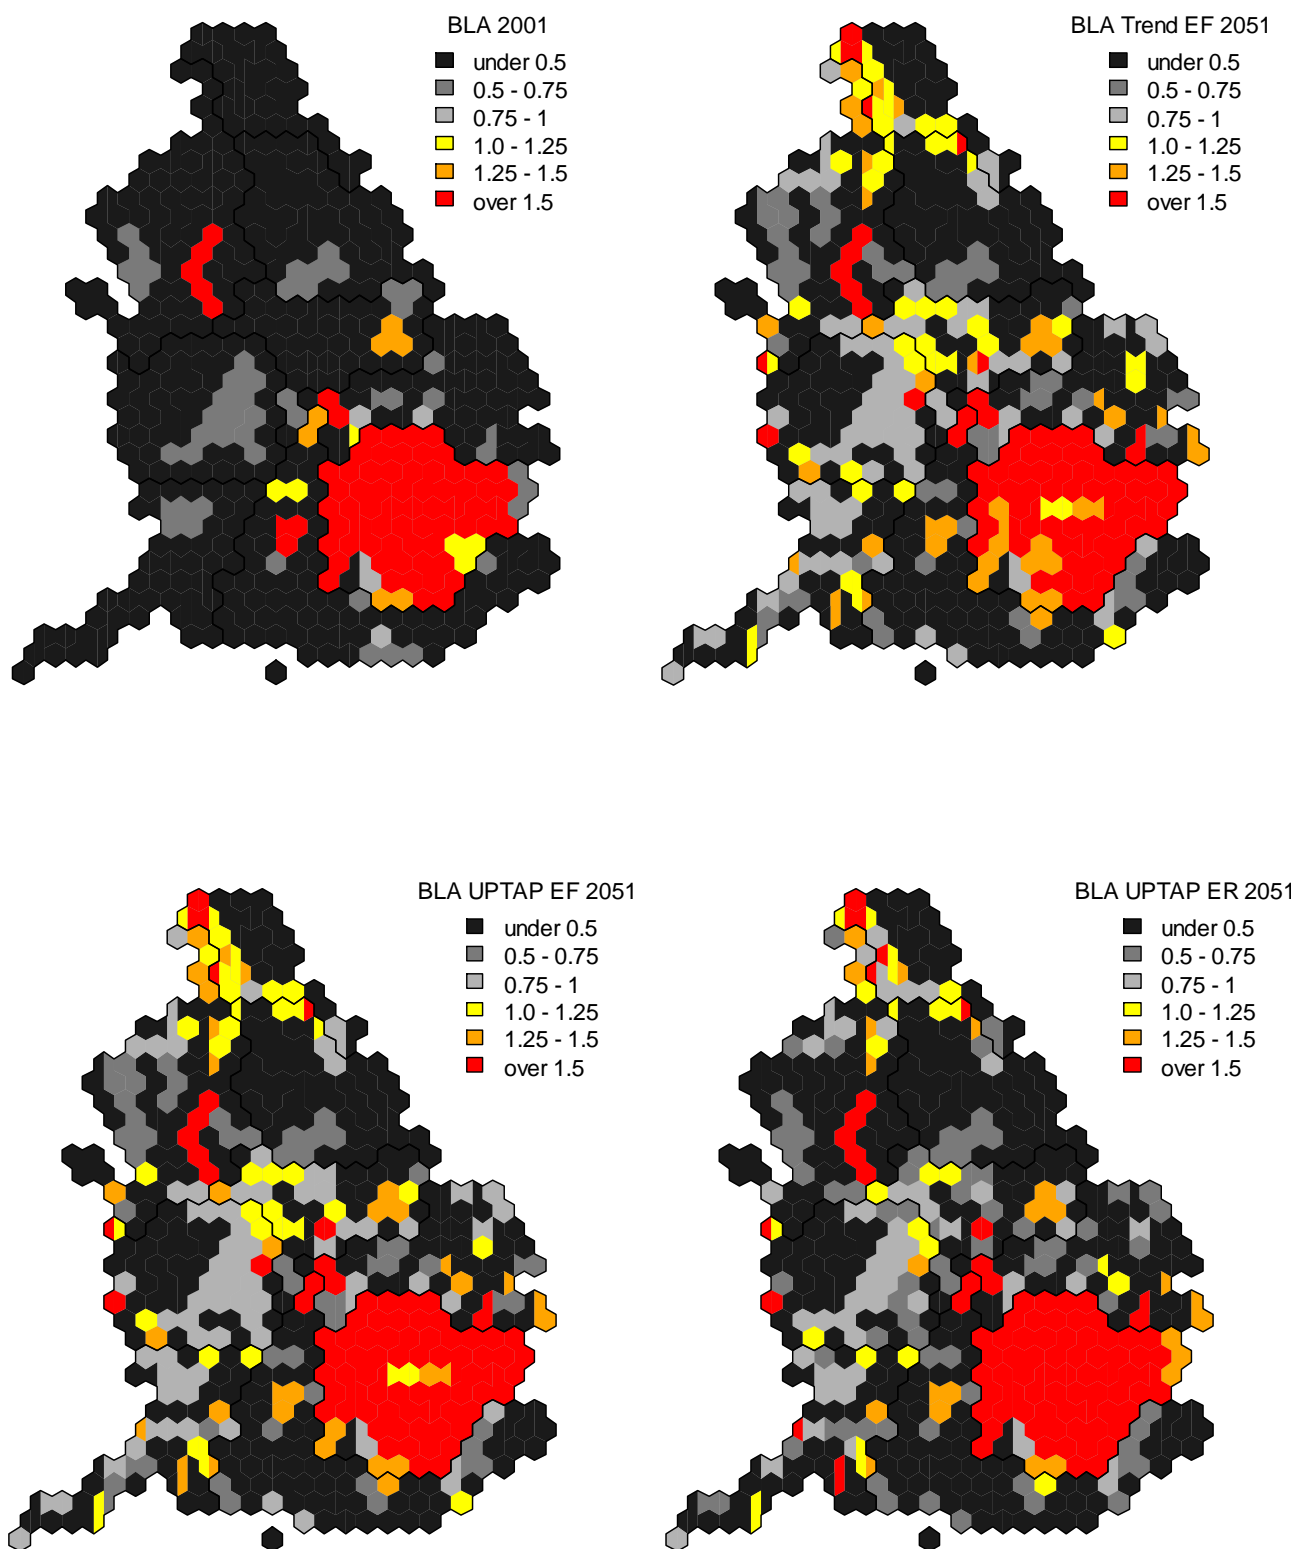 BLA 2001
under 0.5
0.5 - 0.75
0.75 - 1
1.0 - 1.25
1.25 - 1.5
over 1.5
BLA Trend EF 2051
under 0.5
0.5 - 0.75
0.75 - 1
1.0 - 1.25
1.25 - 1.5
over 1.5
BLA UPTAP EF 2051
under 0.5
0.5 - 0.75
0.75 - 1
1.0 - 1.25
1.25 - 1.5
over 1.5
BLA UPTAP ER 2051
under 0.5
0.5 - 0.75
0.75 - 1
1.0 - 1.25
1.25 - 1.5
over 1.5